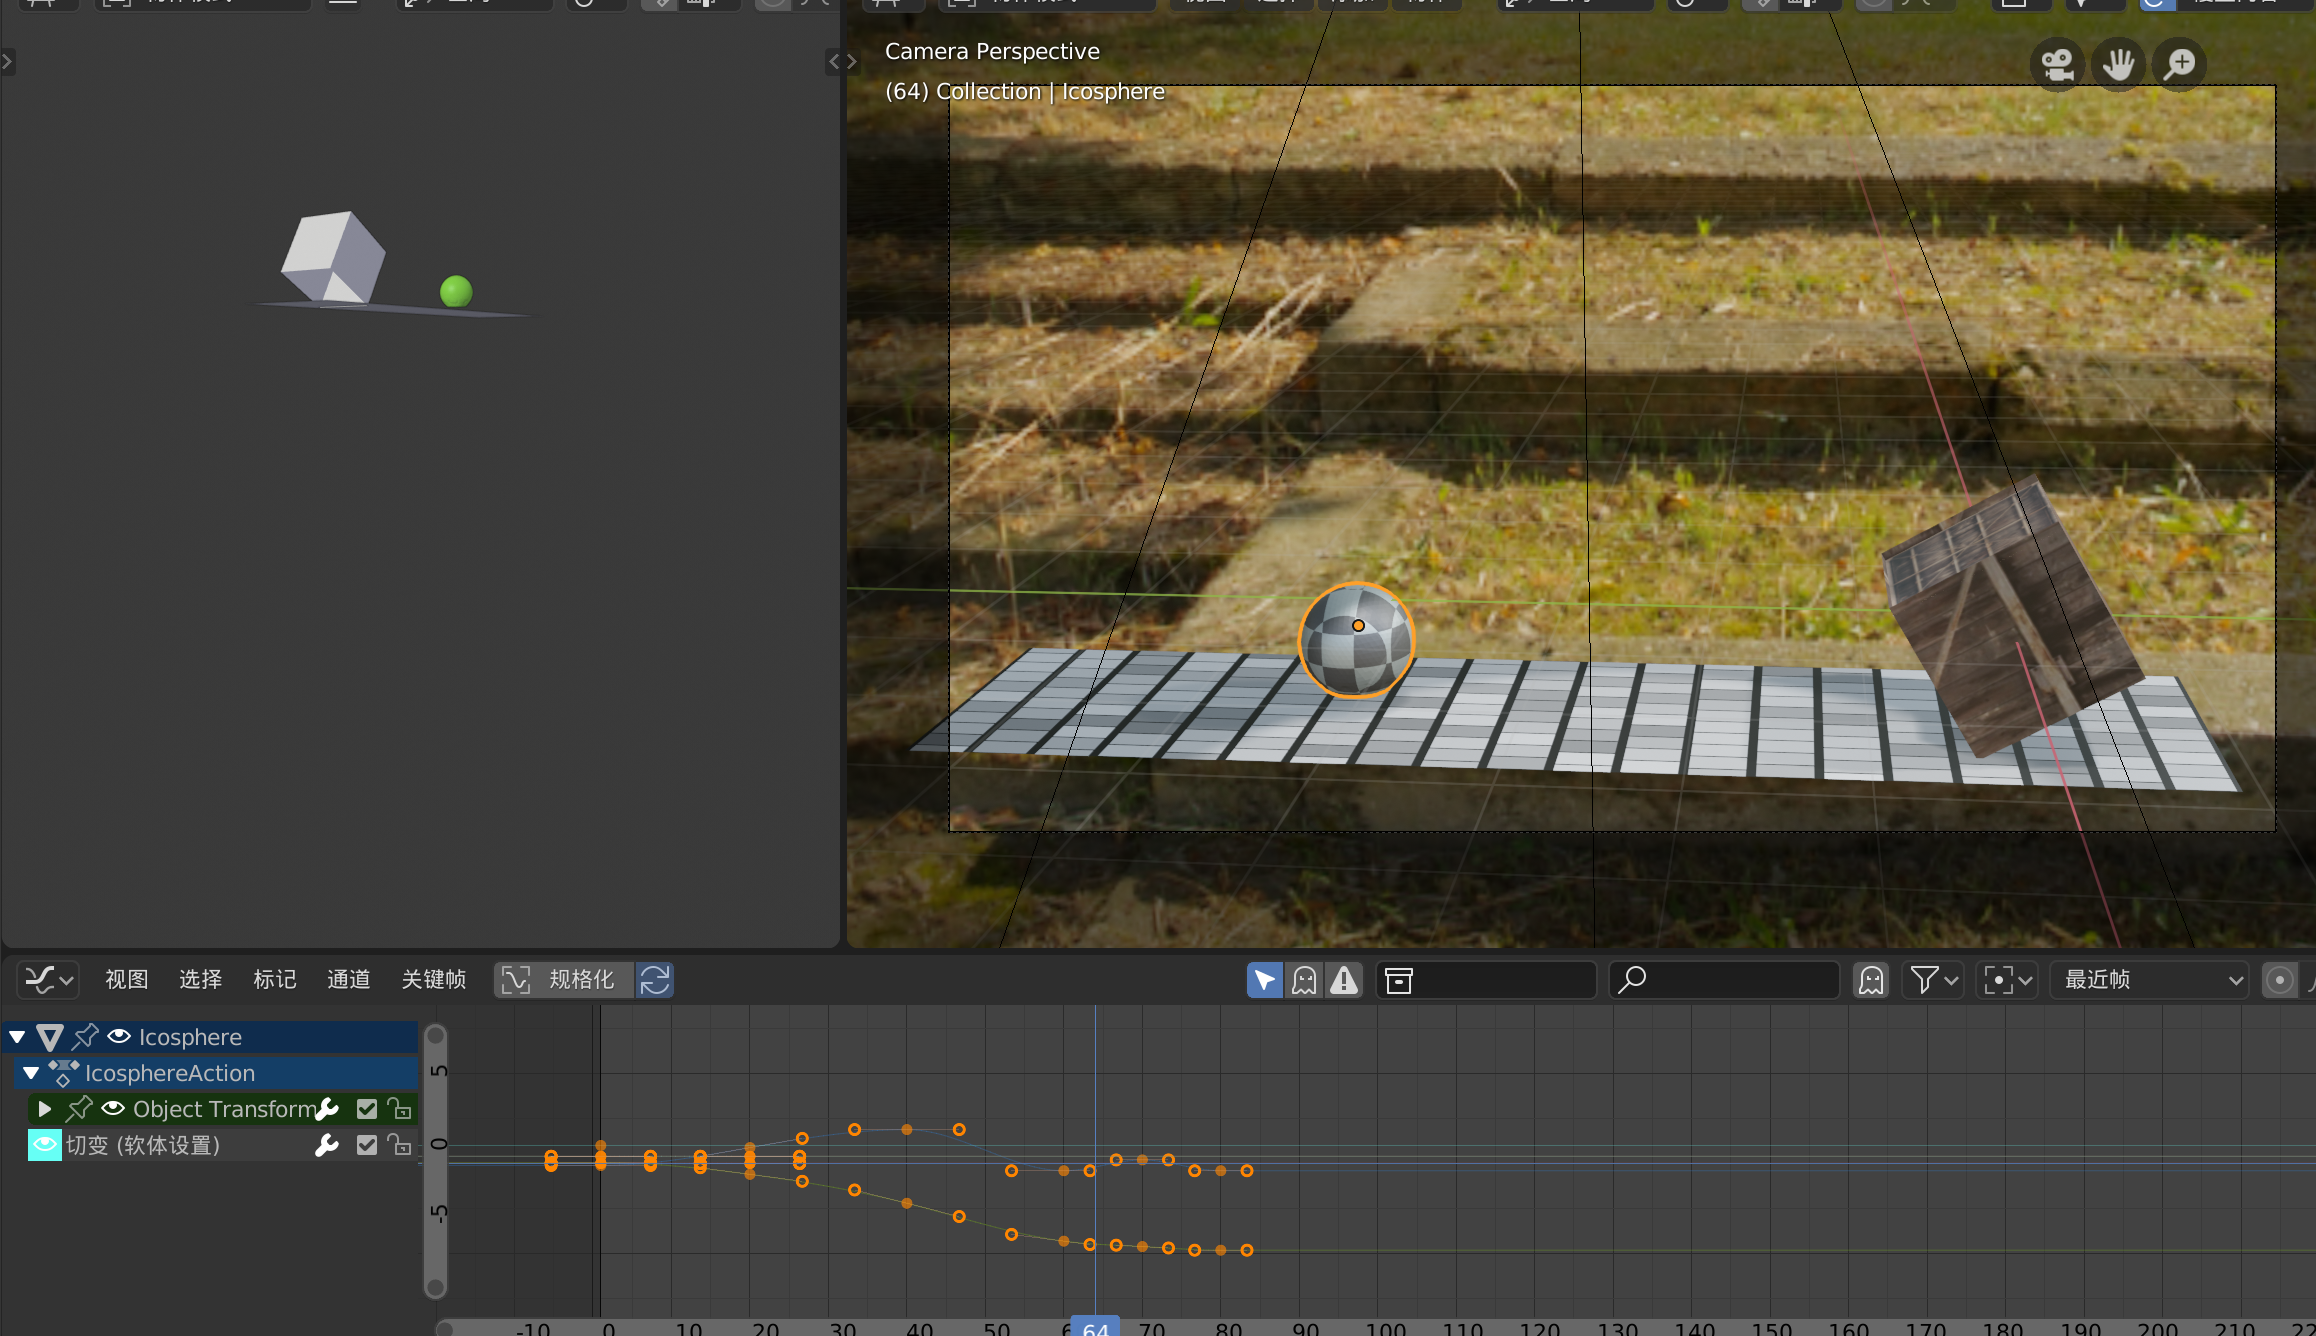 Camera Perspective
(64) Collection | Icosphere
视图 选择 标记 通道 关键帧 规格化 最近帧
Icosphere
IcosphereAction
Object Transform
切变 (软体设置)
5
0
-5
-10 0 10 20 30 40 50 64 70 80 90 100 110 120 130 140 150 160 170 180 190 200 210